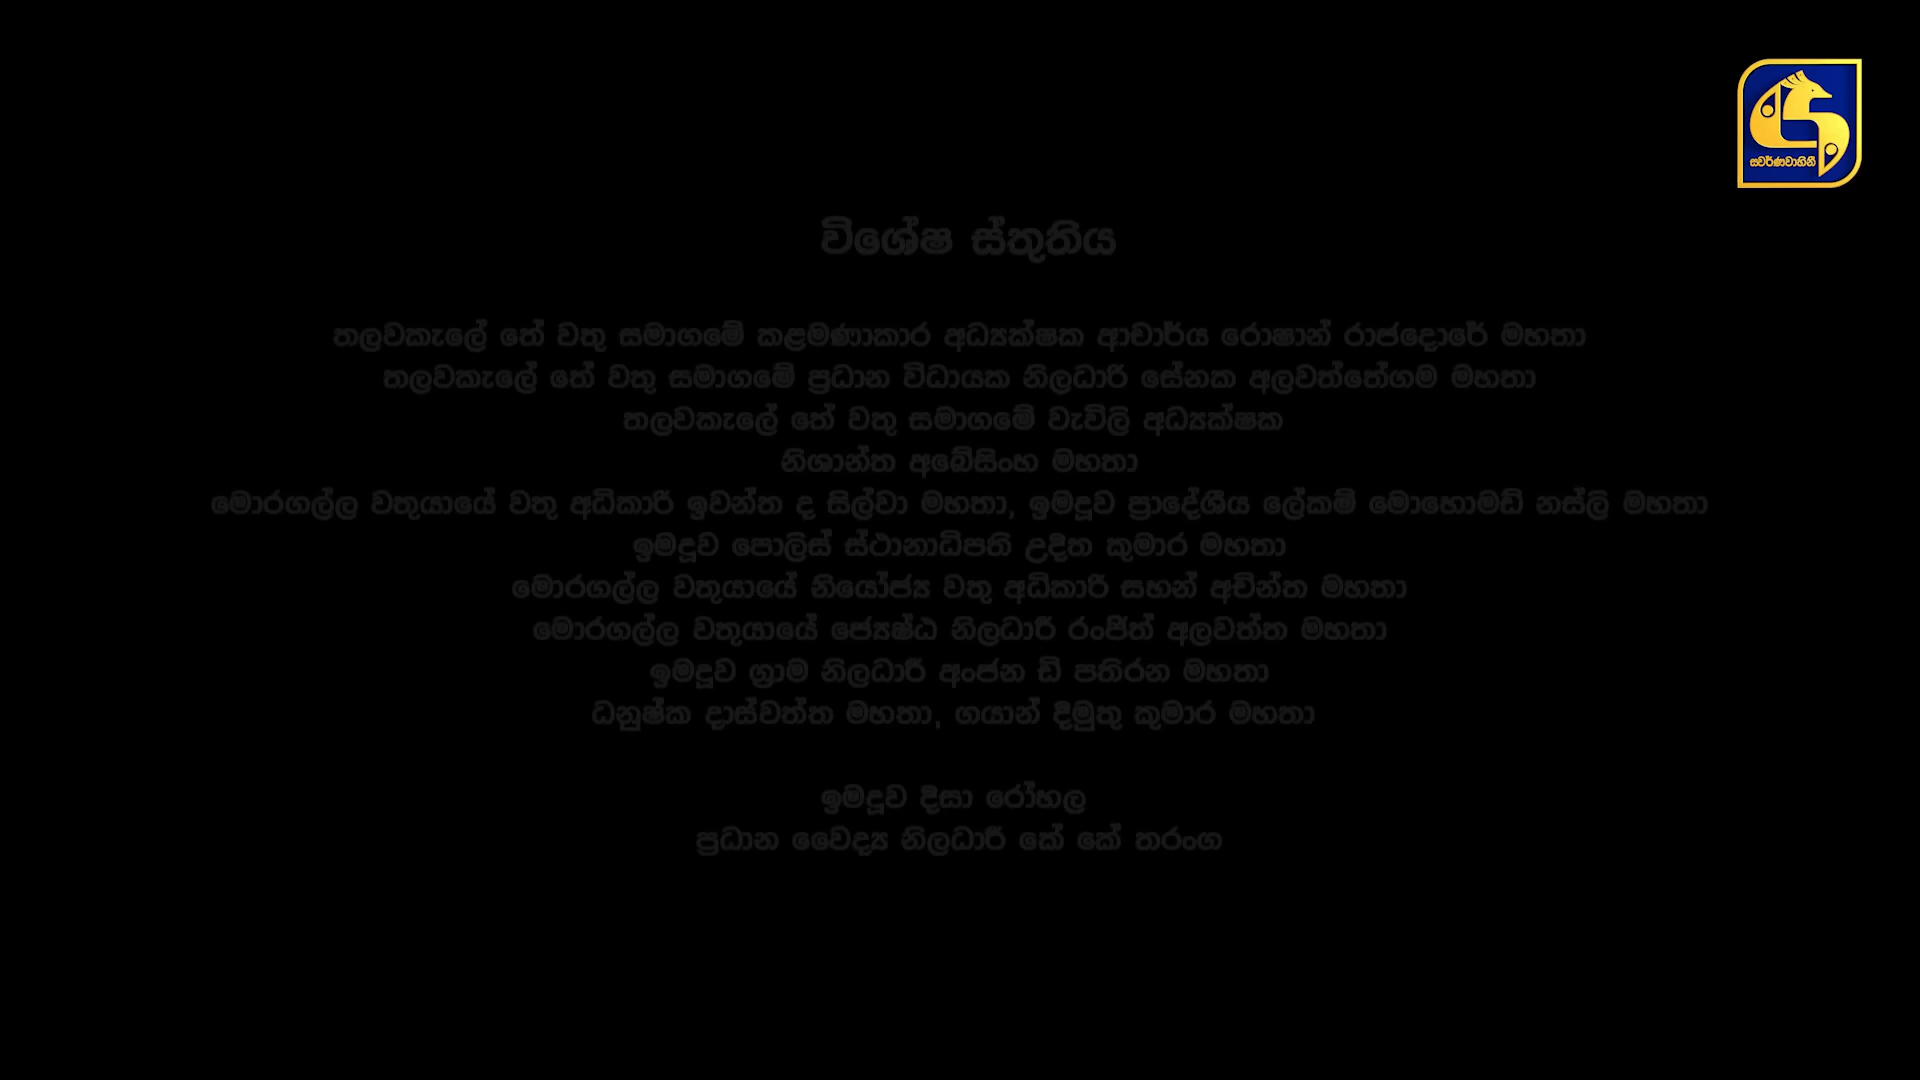 ස්වර්ණවාහිනී
විශේෂ ස්තූතිය
තලවකැලේ තේ වතු සමාගමේ කළමණාකාර අධ්‍යක්ෂක ආචාර්ය රොෂාන් රාජදොරේ මහතා
තලවකැලේ තේ වතු සමාගමේ ප්‍රධාන විධායක නිලධාරි සේනක අලවත්තේගම මහතා
තලවකැලේ තේ වතු සමාගමේ වැවිලි අධ්‍යක්ෂක
නිශාන්ත අබේසිංහ මහතා
මොරගල්ල වතුයායේ වතු අධිකාරි ඉවන්ත ද සිල්වා මහතා, ඉමදූව ප්‍රාදේශීය ලේකම් මොහොමඩ් නස්ලි මහතා
ඉමදූව පොලිස් ස්ථානාධිපති උදිත කුමාර මහතා
මොරගල්ල වතුයායේ නියෝජ්‍ය වතු අධිකාරී සහන් අචින්ත මහතා
මොරගල්ල වතුයායේ ජ්‍යෙෂ්ඨ නිලධාරී රංජිත් අලවත්ත මහතා
ඉමදූව ග්‍රාම නිලධාරී අංජන ඩි පතිරන මහතා
ධනුෂ්ක දාස්වත්ත මහතා, ගයාන් දිමුතු කුමාර මහතා
ඉමදූව දිසා රෝහල
ප්‍රධාන වෛද්‍ය නිලධාරී කේ කේ තරංග